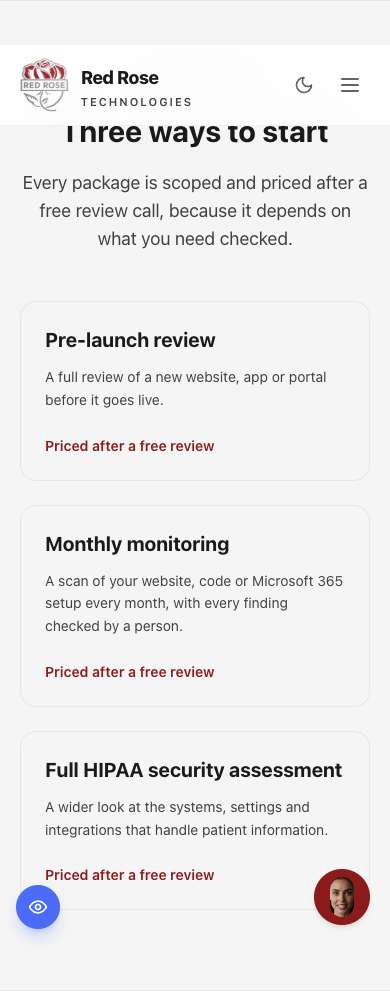 RED ROSE
Red Rose
TECHNOLOGIES
Three ways to start
Every package is scoped and priced after a
free review call, because it depends on
what you need checked.
Pre-launch review
A full review of a new website, app or portal
before it goes live.
Priced after a free review
Monthly monitoring
A scan of your website, code or Microsoft 365
setup every month, with every finding
checked by a person.
Priced after a free review
Full HIPAA security assessment
A wider look at the systems, settings and
integrations that handle patient information.
Priced after a free review